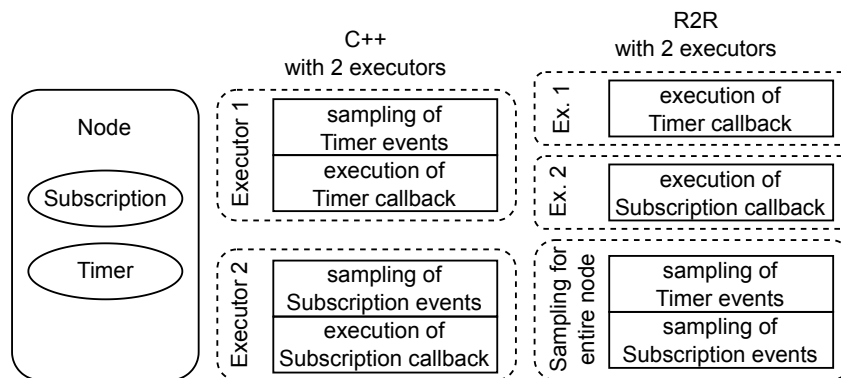 Node
Subscription
Timer
C++
with 2 executors
Executor 1
sampling of
Timer events
execution of
Timer callback
Executor 2
sampling of
Subscription events
execution of
Subscription callback
R2R
with 2 executors
Ex. 1
execution of
Timer callback
Ex. 2
execution of
Subscription callback
Sampling for
entire node
sampling of
Timer events
sampling of
Subscription events